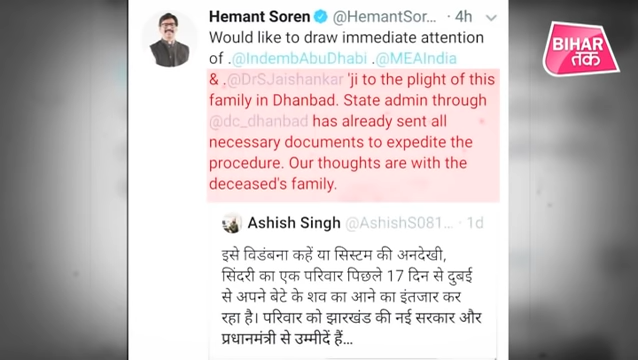 Hemant Soren @HemantSor... · 4h
Would like to draw immediate attention
of .@IndembAbuDhabi .@MEAIndia
& .@DrSJaishankar 'ji to the plight of this
family in Dhanbad. State admin through
@dc_dhanbad has already sent all
necessary documents to expedite the
procedure. Our thoughts are with the
deceased's family.
Ashish Singh @AshishS081... · 1d
इसे विडंबना कहें या सिस्टम की अनदेखी,
सिंदरी का एक परिवार पिछले 17 दिन से दुबई
से अपने बेटे के शव का आने का इंतजार कर
रहा है। परिवार को झारखंड की नई सरकार और
प्रधानमंत्री से उम्मीदें हैं...
BIHAR
तक